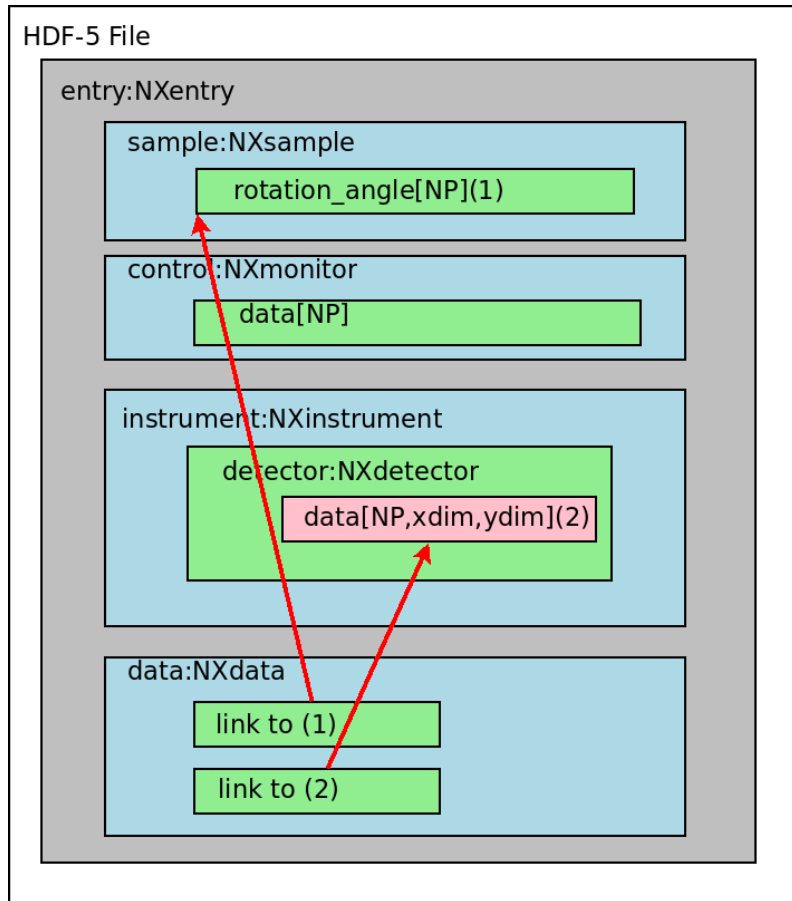 HDF-5 File
entry:NXentry
sample:NXsample
rotation_angle[NP](1)
control:NXmonitor
data[NP]
instrument:NXinstrument
detector:NXdetector
data[NP,xdim,ydim](2)
data:NXdata
link to (1)
link to (2)